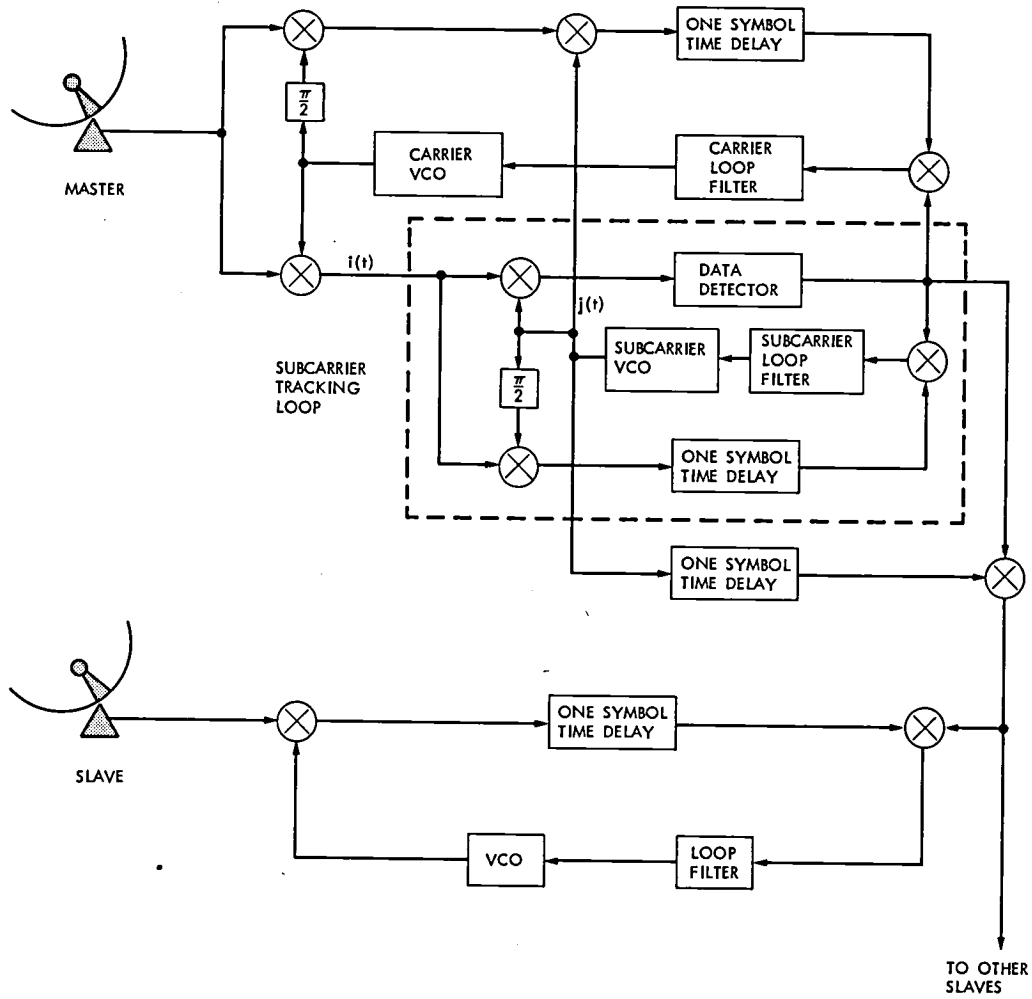 ONE SYMBOL
TIME DELAY
π
2
CARRIER
VCO
CARRIER
LOOP
FILTER
MASTER
i(t)
DATA
DETECTOR
j(t)
SUBCARRIER
TRACKING
LOOP
SUBCARRIER
VCO
SUBCARRIER
LOOP
FILTER
π
2
ONE SYMBOL
TIME DELAY
ONE SYMBOL
TIME DELAY
ONE SYMBOL
TIME DELAY
SLAVE
VCO
LOOP
FILTER
TO OTHER
SLAVES